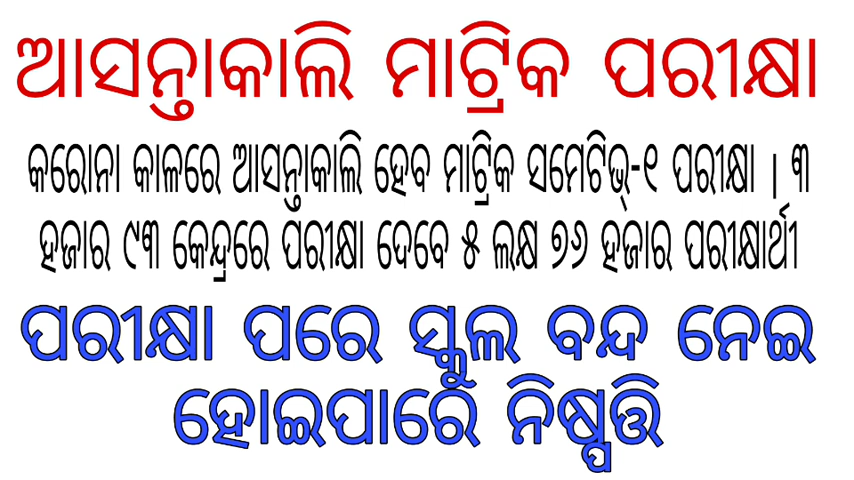 ଆସନ୍ତାକାଲି ମାଟ୍ରିକ ପରୀକ୍ଷା
କରୋନା କାଳରେ ଆସନ୍ତାକାଲି ହେବ ମାଟ୍ରିକ ସମେଟିଭ୍-୧ ପରୀକ୍ଷା । ୩
ହଜାର ୯୩ କେନ୍ଦ୍ରରେ ପରୀକ୍ଷା ଦେବେ ୫ ଲକ୍ଷ ୭୬ ହଜାର ପରୀକ୍ଷାର୍ଥୀ
ପରୀକ୍ଷା ପରେ ସ୍କୁଲ ବନ୍ଦ ନେଇ
ହୋଇପାରେ ନିଷ୍ପତ୍ତି